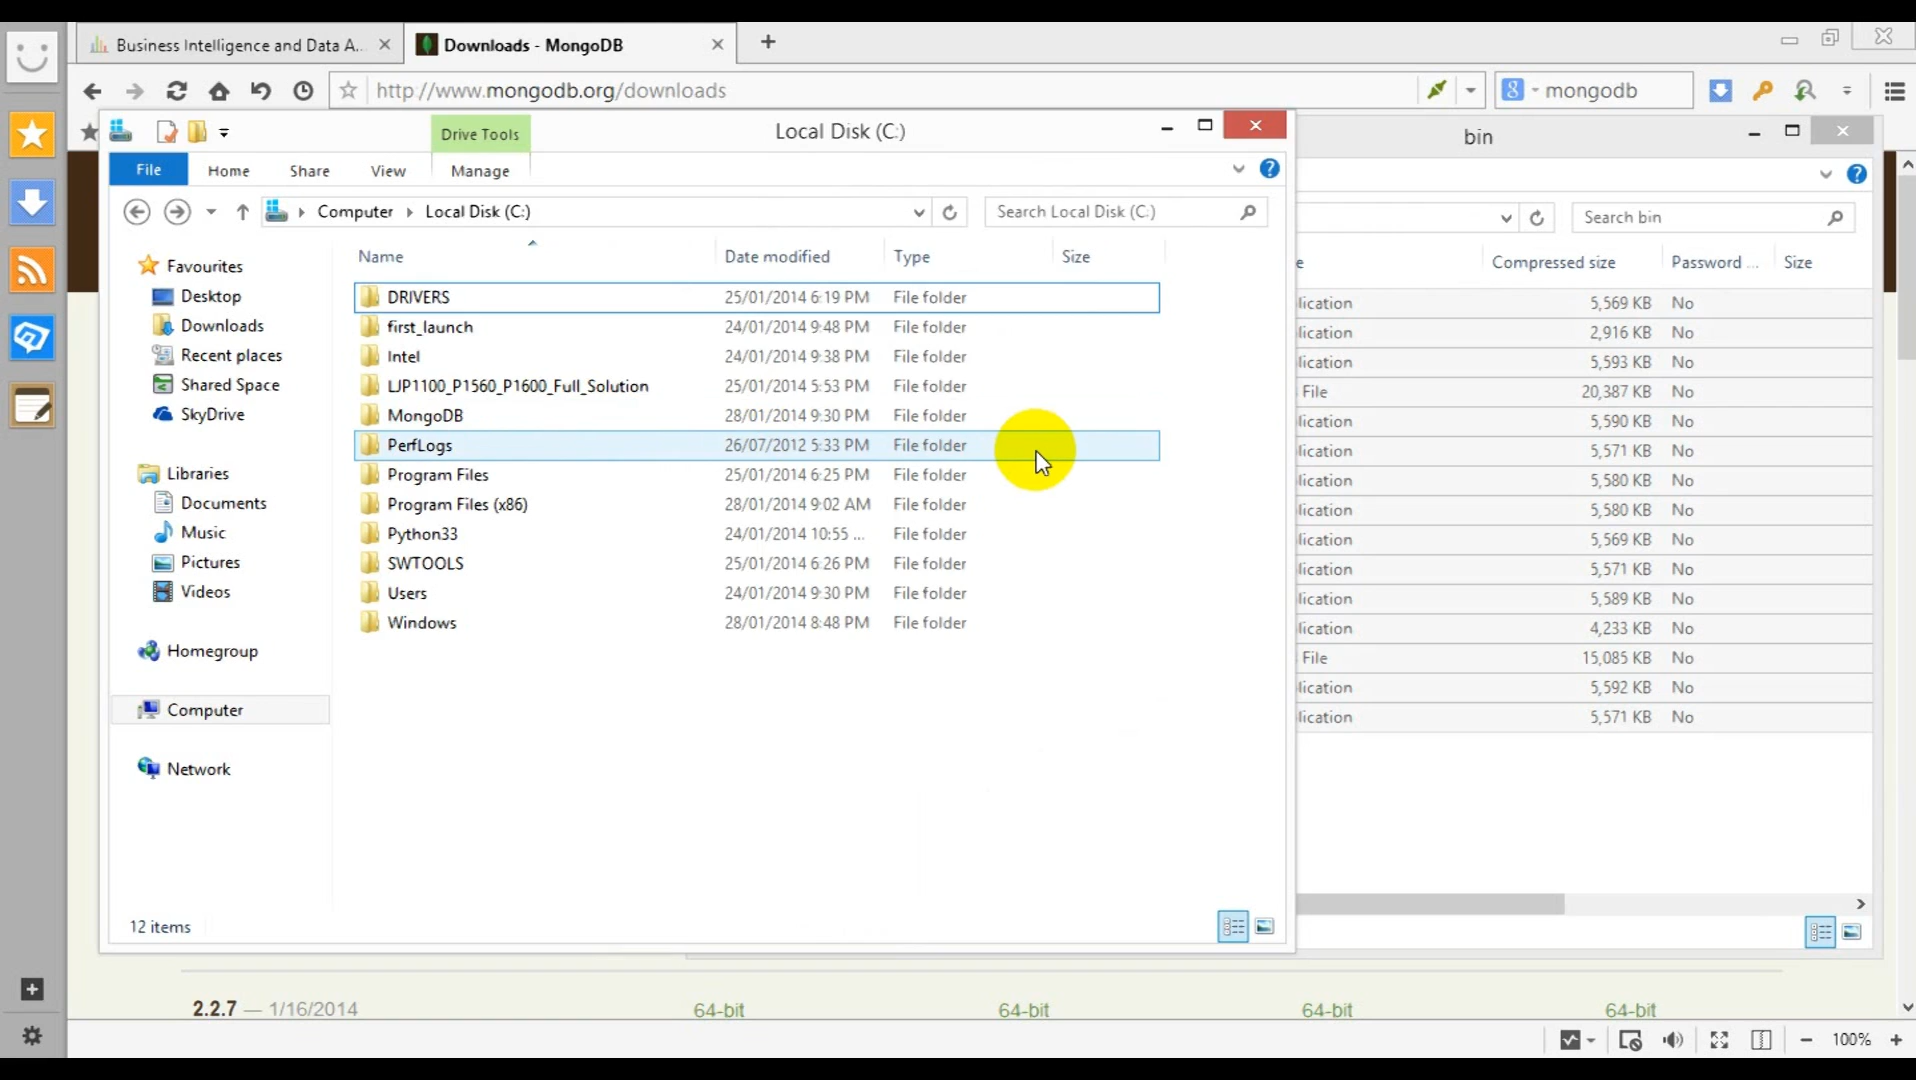 Business Intelligence and Data A...
Downloads - MongoDB
http://www.mongodb.org/downloads
mongodb
Drive Tools
Local Disk (C:)
bin
File
Home
Share
View
Manage
Computer
Local Disk (C:)
Search Local Disk (C:)
Search bin
Name
Date modified
Type
Size
Compressed size
Password ...
Size
Favourites
Desktop
Downloads
Recent places
Shared Space
SkyDrive
Libraries
Documents
Music
Pictures
Videos
Homegroup
Computer
Network
DRIVERS 25/01/2014 6:19 PM File folder
first_launch 24/01/2014 9:48 PM File folder
Intel 24/01/2014 9:38 PM File folder
LJP1100_P1560_P1600_Full_Solution 25/01/2014 5:53 PM File folder
MongoDB 28/01/2014 9:30 PM File folder
PerfLogs 26/07/2012 5:33 PM File folder
Program Files 25/01/2014 6:25 PM File folder
Program Files (x86) 28/01/2014 9:02 AM File folder
Python33 24/01/2014 10:55 ... File folder
SWTOOLS 25/01/2014 6:26 PM File folder
Users 24/01/2014 9:30 PM File folder
Windows 28/01/2014 8:48 PM File folder
lication 5,569 KB No
lication 2,916 KB No
lication 5,593 KB No
File 20,387 KB No
lication 5,590 KB No
lication 5,571 KB No
lication 5,580 KB No
lication 5,580 KB No
lication 5,569 KB No
lication 5,571 KB No
lication 5,589 KB No
lication 4,233 KB No
File 15,085 KB No
lication 5,592 KB No
lication 5,571 KB No
12 items
2.2.7 — 1/16/2014 64-bit 64-bit 64-bit 64-bit
100%